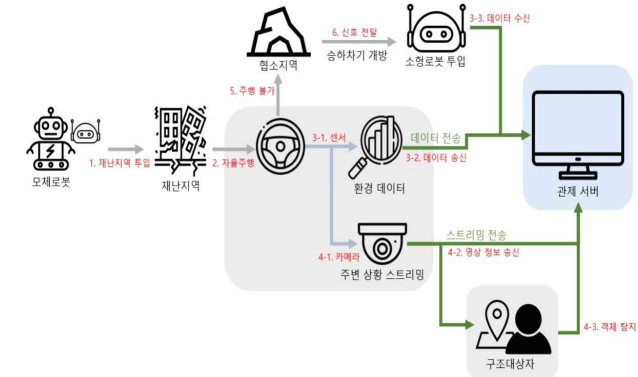 6. 신호 전달
3-3. 데이터 수신
승하차기 개방
소형로봇 투입
협소지역
5. 주행 불가
3-1. 센서
데이터 전송
3-2. 데이터 송신
1. 재난지역 투입
2. 자율주행
모체로봇
재난지역
환경 데이터
관제 서버
스트리밍 전송
4-1. 카메라
4-2. 영상 정보 송신
주변 상황 스트리밍
4-3. 객체 탐지
구조대상자